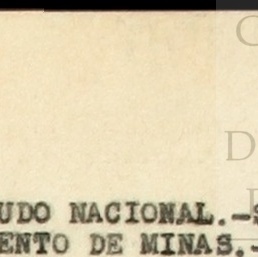 UDO NACIONAL.-S
ENTO DE MINAS.-